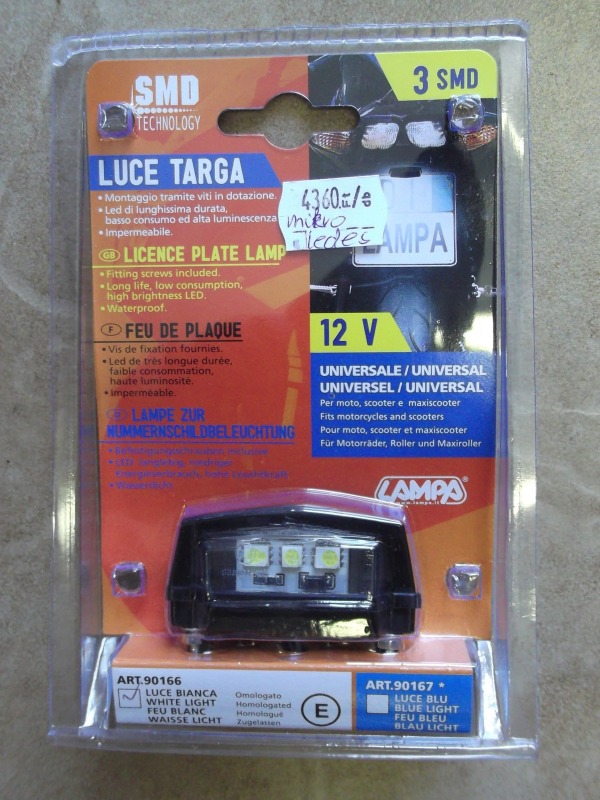 SMD
TECHNOLOGY
3 SMD
LUCE TARGA
• Montaggio tramite viti in dotazione.
• Led di lunghissima durata,
basso consumo ed alta luminescenza
• Impermeabile.
4360
mikro
ledes
LAMPA
GB LICENCE PLATE LAMP
• Fitting screws included.
• Long life, low consumption,
high brightness LED.
• Waterproof.
F FEU DE PLAQUE
• Vis de fixation fournies.
• Led de très longue durée,
faible consommation,
haute luminosité.
• Imperméable.
D LAMPE ZUR
NUMMERNSCHILDBELEUCHTUNG
12 V
UNIVERSALE / UNIVERSAL
UNIVERSEL / UNIVERSAL
Per moto, scooter e maxiscooter
Fits motorcycles and scooters
Pour moto, scooter et maxiscooter
Für Motorräder, Roller und Maxiroller
LAMPA®
www.lampa.it
ART.90166
LUCE BIANCA
WHITE LIGHT
FEU BLANC
WAISSE LICHT
Omologato
Homologated
Homologué
Zugelassen
E
ART.90167 *
LUCE BLU
BLUE LIGHT
FEU BLEU
BLAU LICHT